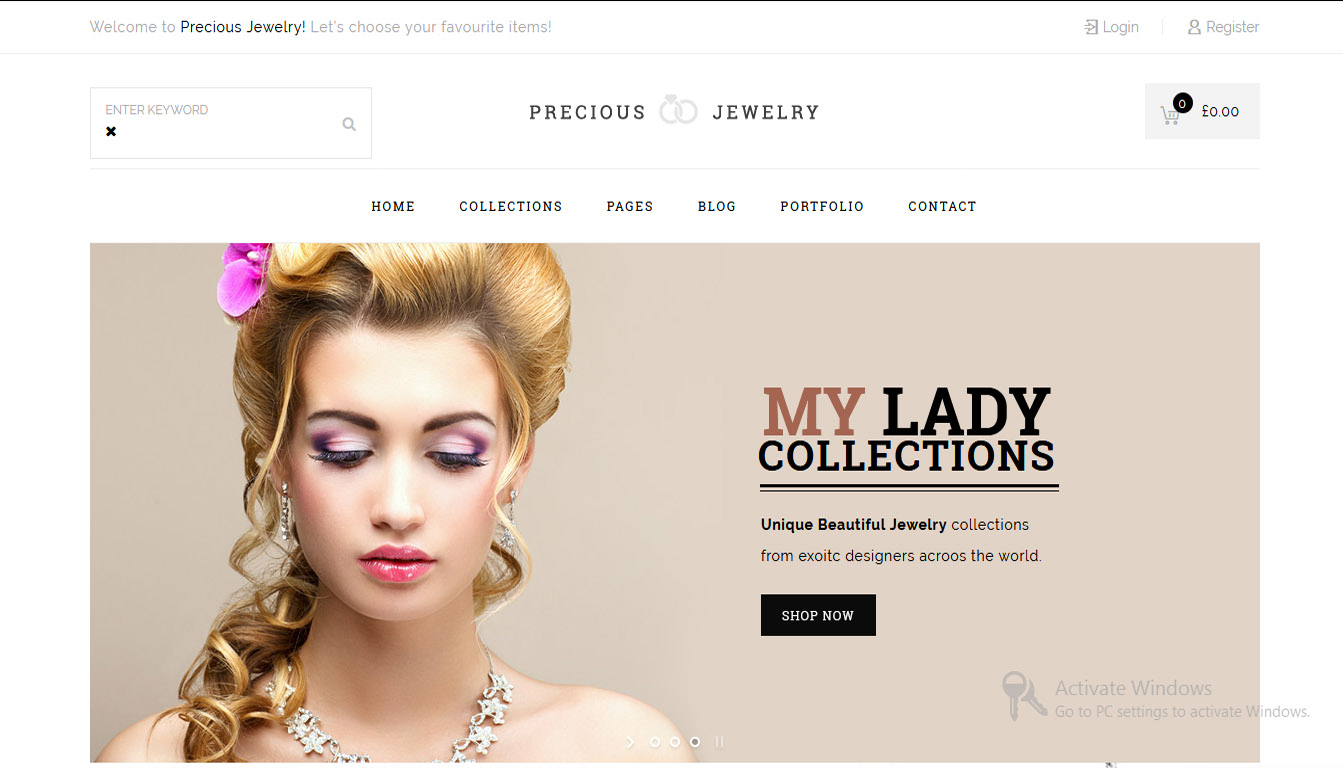 Welcome to Precious Jewelry! Let's choose your favourite items!
Login
Register
ENTER KEYWORD
PRECIOUS JEWELRY
0
£0.00
HOME COLLECTIONS PAGES BLOG PORTFOLIO CONTACT
MY LADY
COLLECTIONS
Unique Beautiful Jewelry collections
from exoitc designers acroos the world.
SHOP NOW
Activate Windows
Go to PC settings to activate Windows.